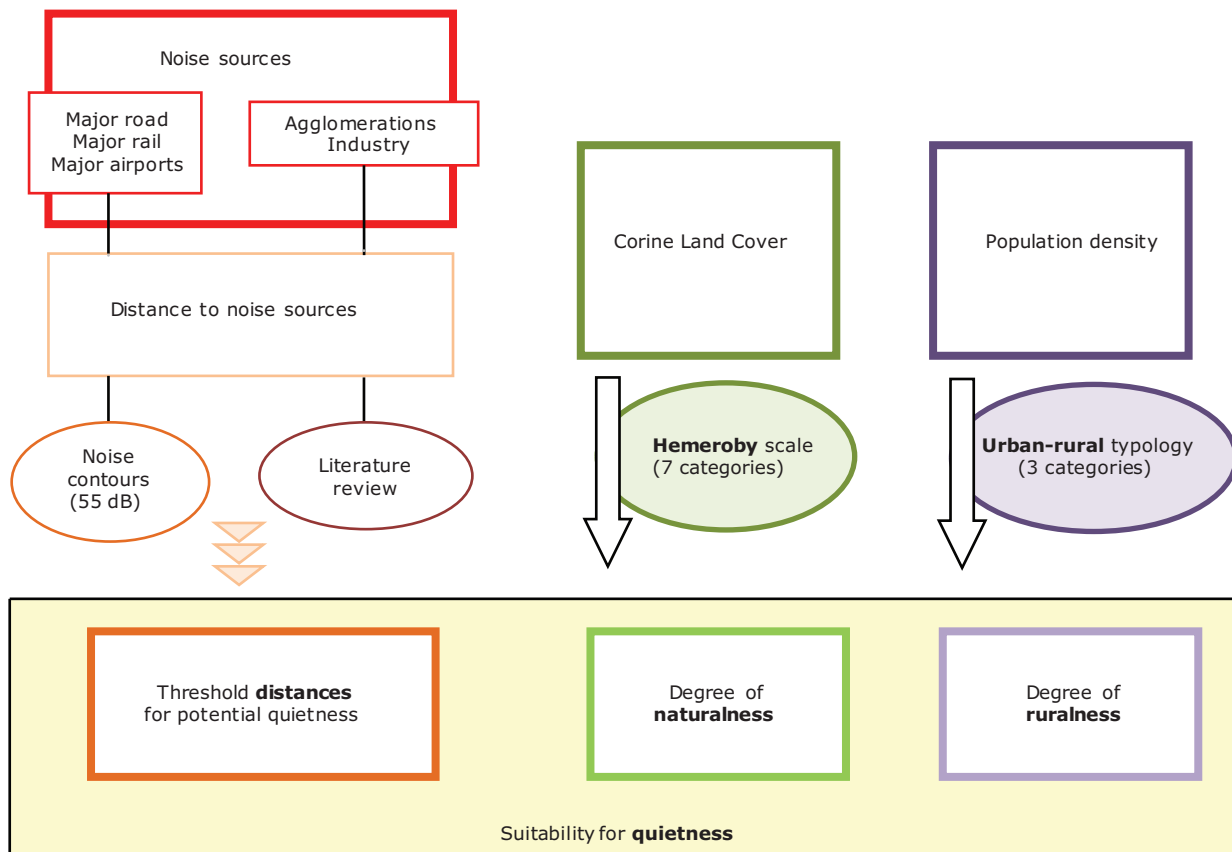 Noise sources
Major road
Major rail
Major airports
Agglomerations
Industry
Distance to noise sources
Noise
contours
(55 dB)
Literature
review
Corine Land Cover
Hemeroby scale
(7 categories)
Population density
Urban-rural typology
(3 categories)
Threshold distances
for potential quietness
Degree of
naturalness
Degree of
ruralness
Suitability for quietness